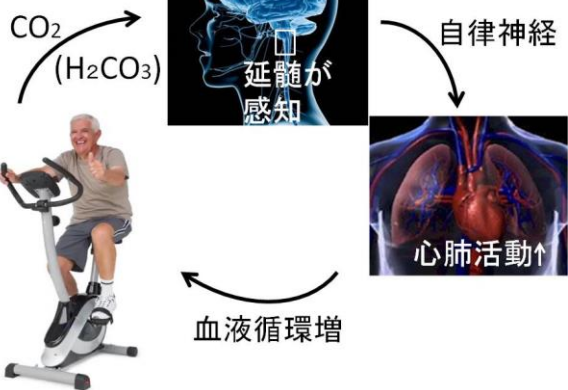 CO₂
(H₂CO₃)
延髄が
感知
自律神経
心肺活動↑
血液循環増